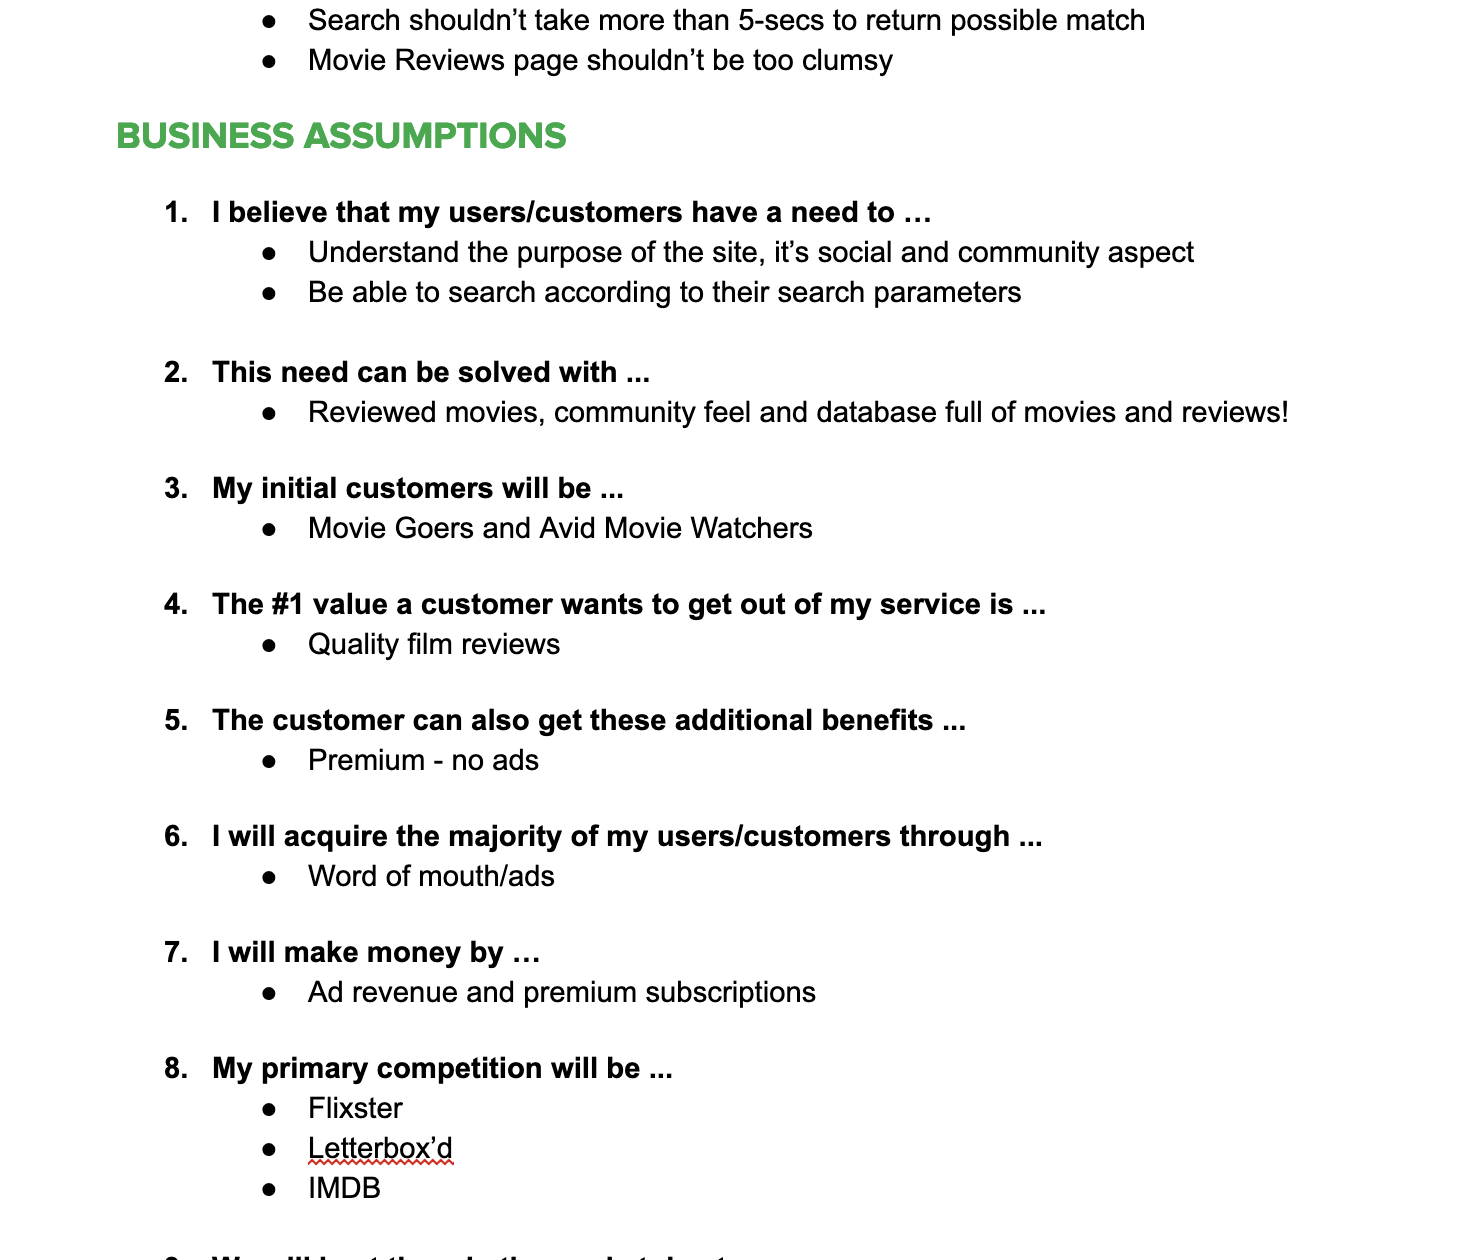 ● Search shouldn’t take more than 5-secs to return possible match
● Movie Reviews page shouldn’t be too clumsy
BUSINESS ASSUMPTIONS
1. I believe that my users/customers have a need to …
● Understand the purpose of the site, it’s social and community aspect
● Be able to search according to their search parameters
2. This need can be solved with ...
● Reviewed movies, community feel and database full of movies and reviews!
3. My initial customers will be ...
● Movie Goers and Avid Movie Watchers
4. The #1 value a customer wants to get out of my service is ...
● Quality film reviews
5. The customer can also get these additional benefits ...
● Premium - no ads
6. I will acquire the majority of my users/customers through ...
● Word of mouth/ads
7. I will make money by …
● Ad revenue and premium subscriptions
8. My primary competition will be ...
● Flixster
● Letterbox’d
● IMDB